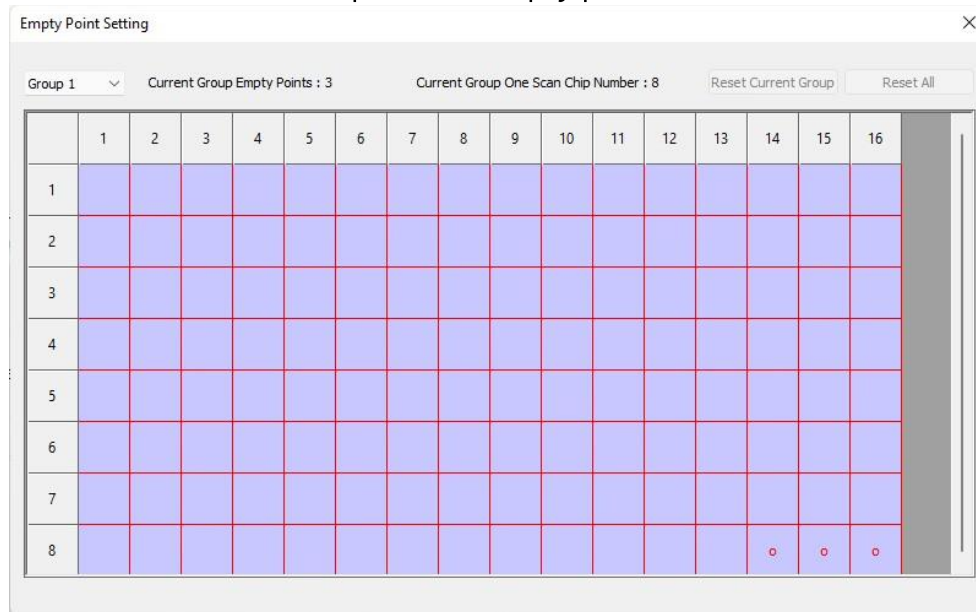 Empty Point Setting
Group 1 Current Group Empty Points : 3 Current Group One Scan Chip Number : 8 Reset Current Group Reset All
1 2 3 4 5 6 7 8 9 10 11 12 13 14 15 16
1
2
3
4
5
6
7
8 o o o